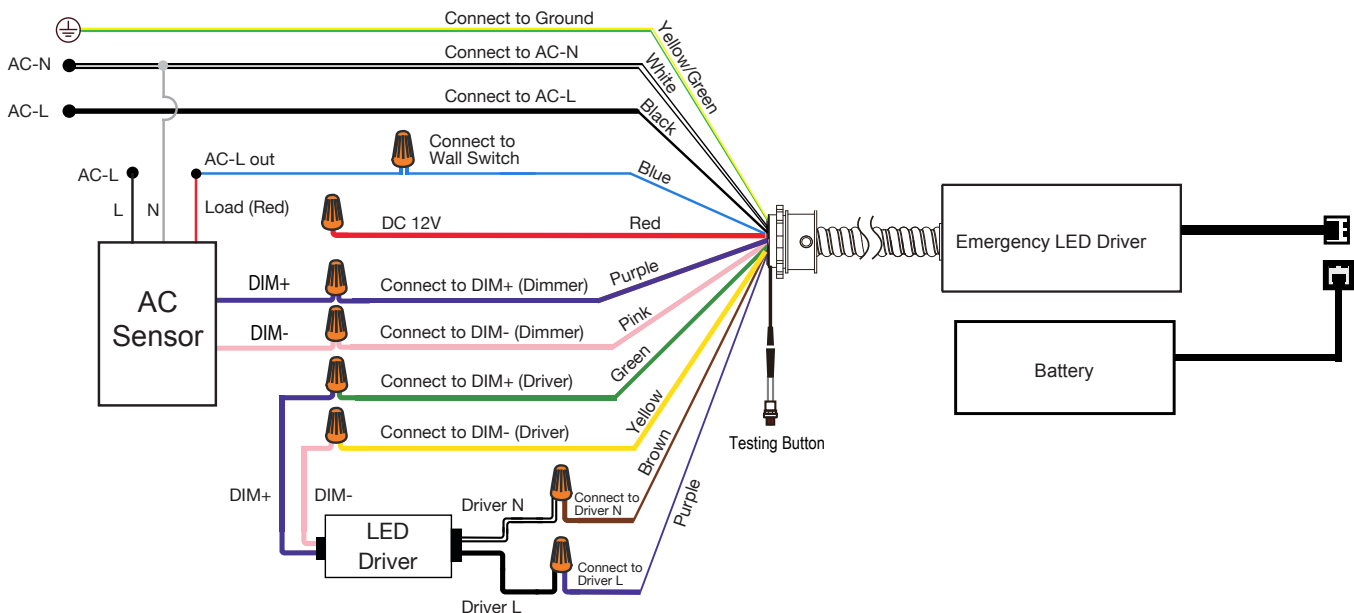 Connect to Ground
Yellow/Green
AC-N
Connect to AC-N
White
AC-L
Connect to AC-L
Black
AC-L
AC-L out
Connect to
Wall Switch
Blue
L
N
Load (Red)
DC 12V
Red
Emergency LED Driver
AC
Sensor
DIM+
Connect to DIM+ (Dimmer)
Purple
DIM-
Connect to DIM- (Dimmer)
Pink
Connect to DIM+ (Driver)
Green
Battery
Connect to DIM- (Driver)
Yellow
Testing Button
Brown
DIM+
DIM-
Driver N
Connect to
Driver N
Purple
LED
Driver
Connect to
Driver L
Driver L